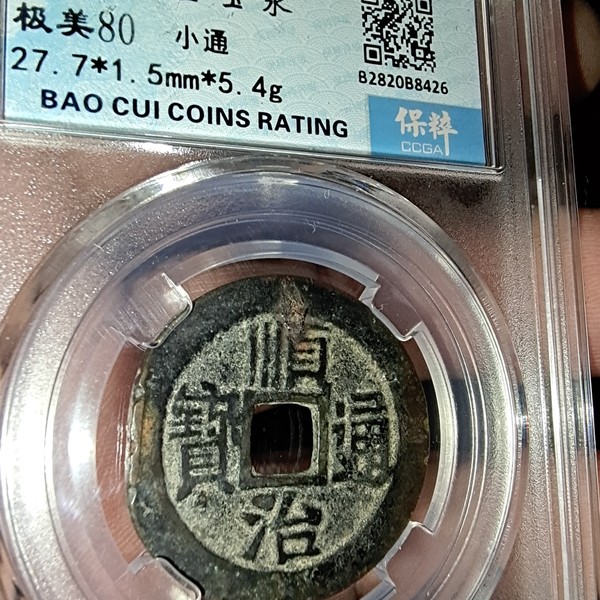 极美80
小通
27.7*1.5mm*5.4g
B2820B8426
BAO CUI COINS RATING
保粹
CCGA
順
寶 通
治